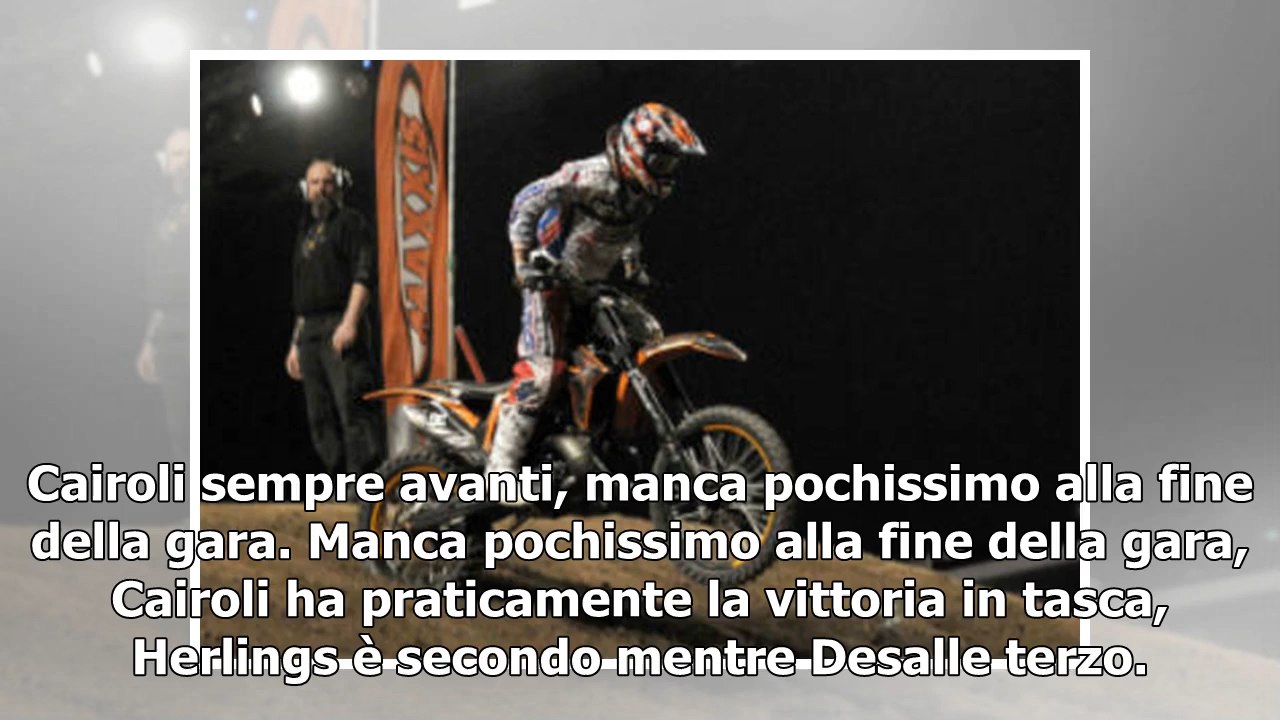 MAXXIS
Cairoli sempre avanti, manca pochissimo alla fine
della gara. Manca pochissimo alla fine della gara,
Cairoli ha praticamente la vittoria in tasca,
Herlings è secondo mentre Desalle terzo.